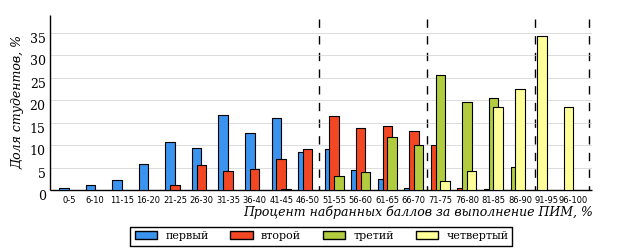 Доля студентов, %
35
30
25
20
15
10
5
0
0-5 6-10 11-15 16-20 21-25 26-30 31-35 36-40 41-45 46-50 51-55 56-60 61-65 66-70 71-75 76-80 81-85 86-90 91-95 96-100
Процент набранных баллов за выполнение ПИМ, %
первый второй третий четвертый